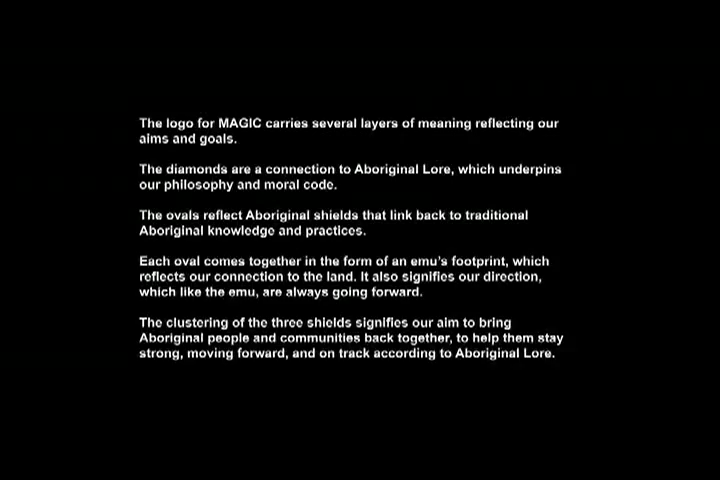 The logo for MAGIC carries several layers of meaning reflecting our
aims and goals.
The diamonds are a connection to Aboriginal Lore, which underpins
our philosophy and moral code.
The ovals reflect Aboriginal shields that link back to traditional
Aboriginal knowledge and practices.
Each oval comes together in the form of an emu's footprint, which
reflects our connection to the land. It also signifies our direction,
which like the emu, are always going forward.
The clustering of the three shields signifies our aim to bring
Aboriginal people and communities back together, to help them stay
strong, moving forward, and on track according to Aboriginal Lore.